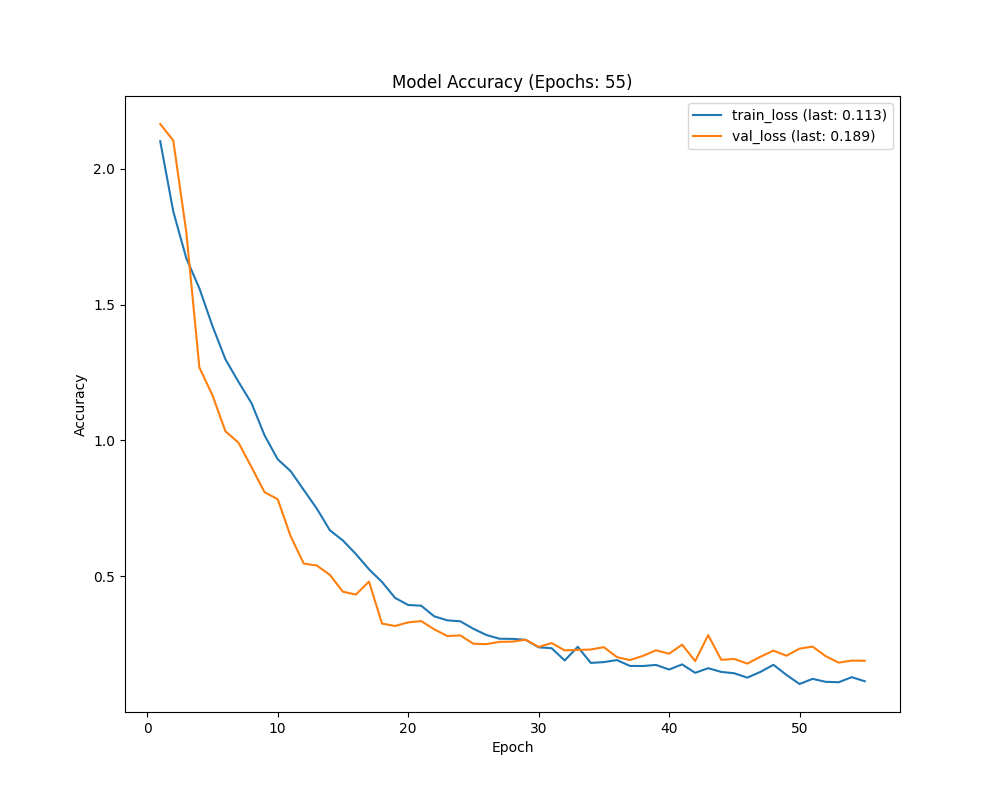 Model Accuracy (Epochs: 55)
train_loss (last: 0.113)
val_loss (last: 0.189)
2.0
1.5
1.0
0.5
Accuracy
0 10 20 30 40 50
Epoch